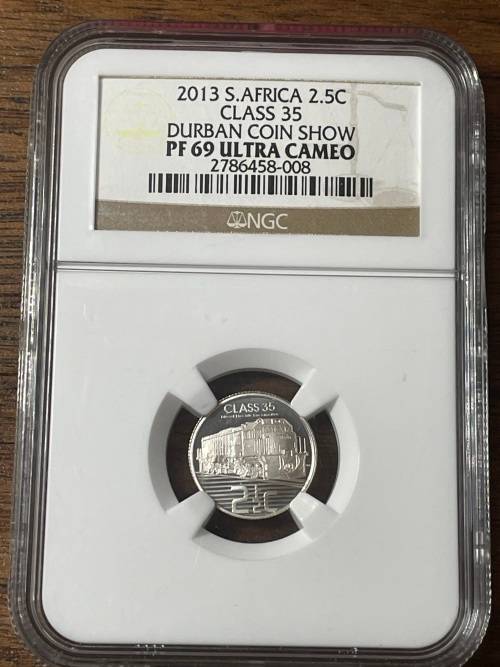 2013 S.AFRICA 2.5C
CLASS 35
DURBAN COIN SHOW
PF 69 ULTRA CAMEO
2786458-008
NGC
CLASS 35
2½c